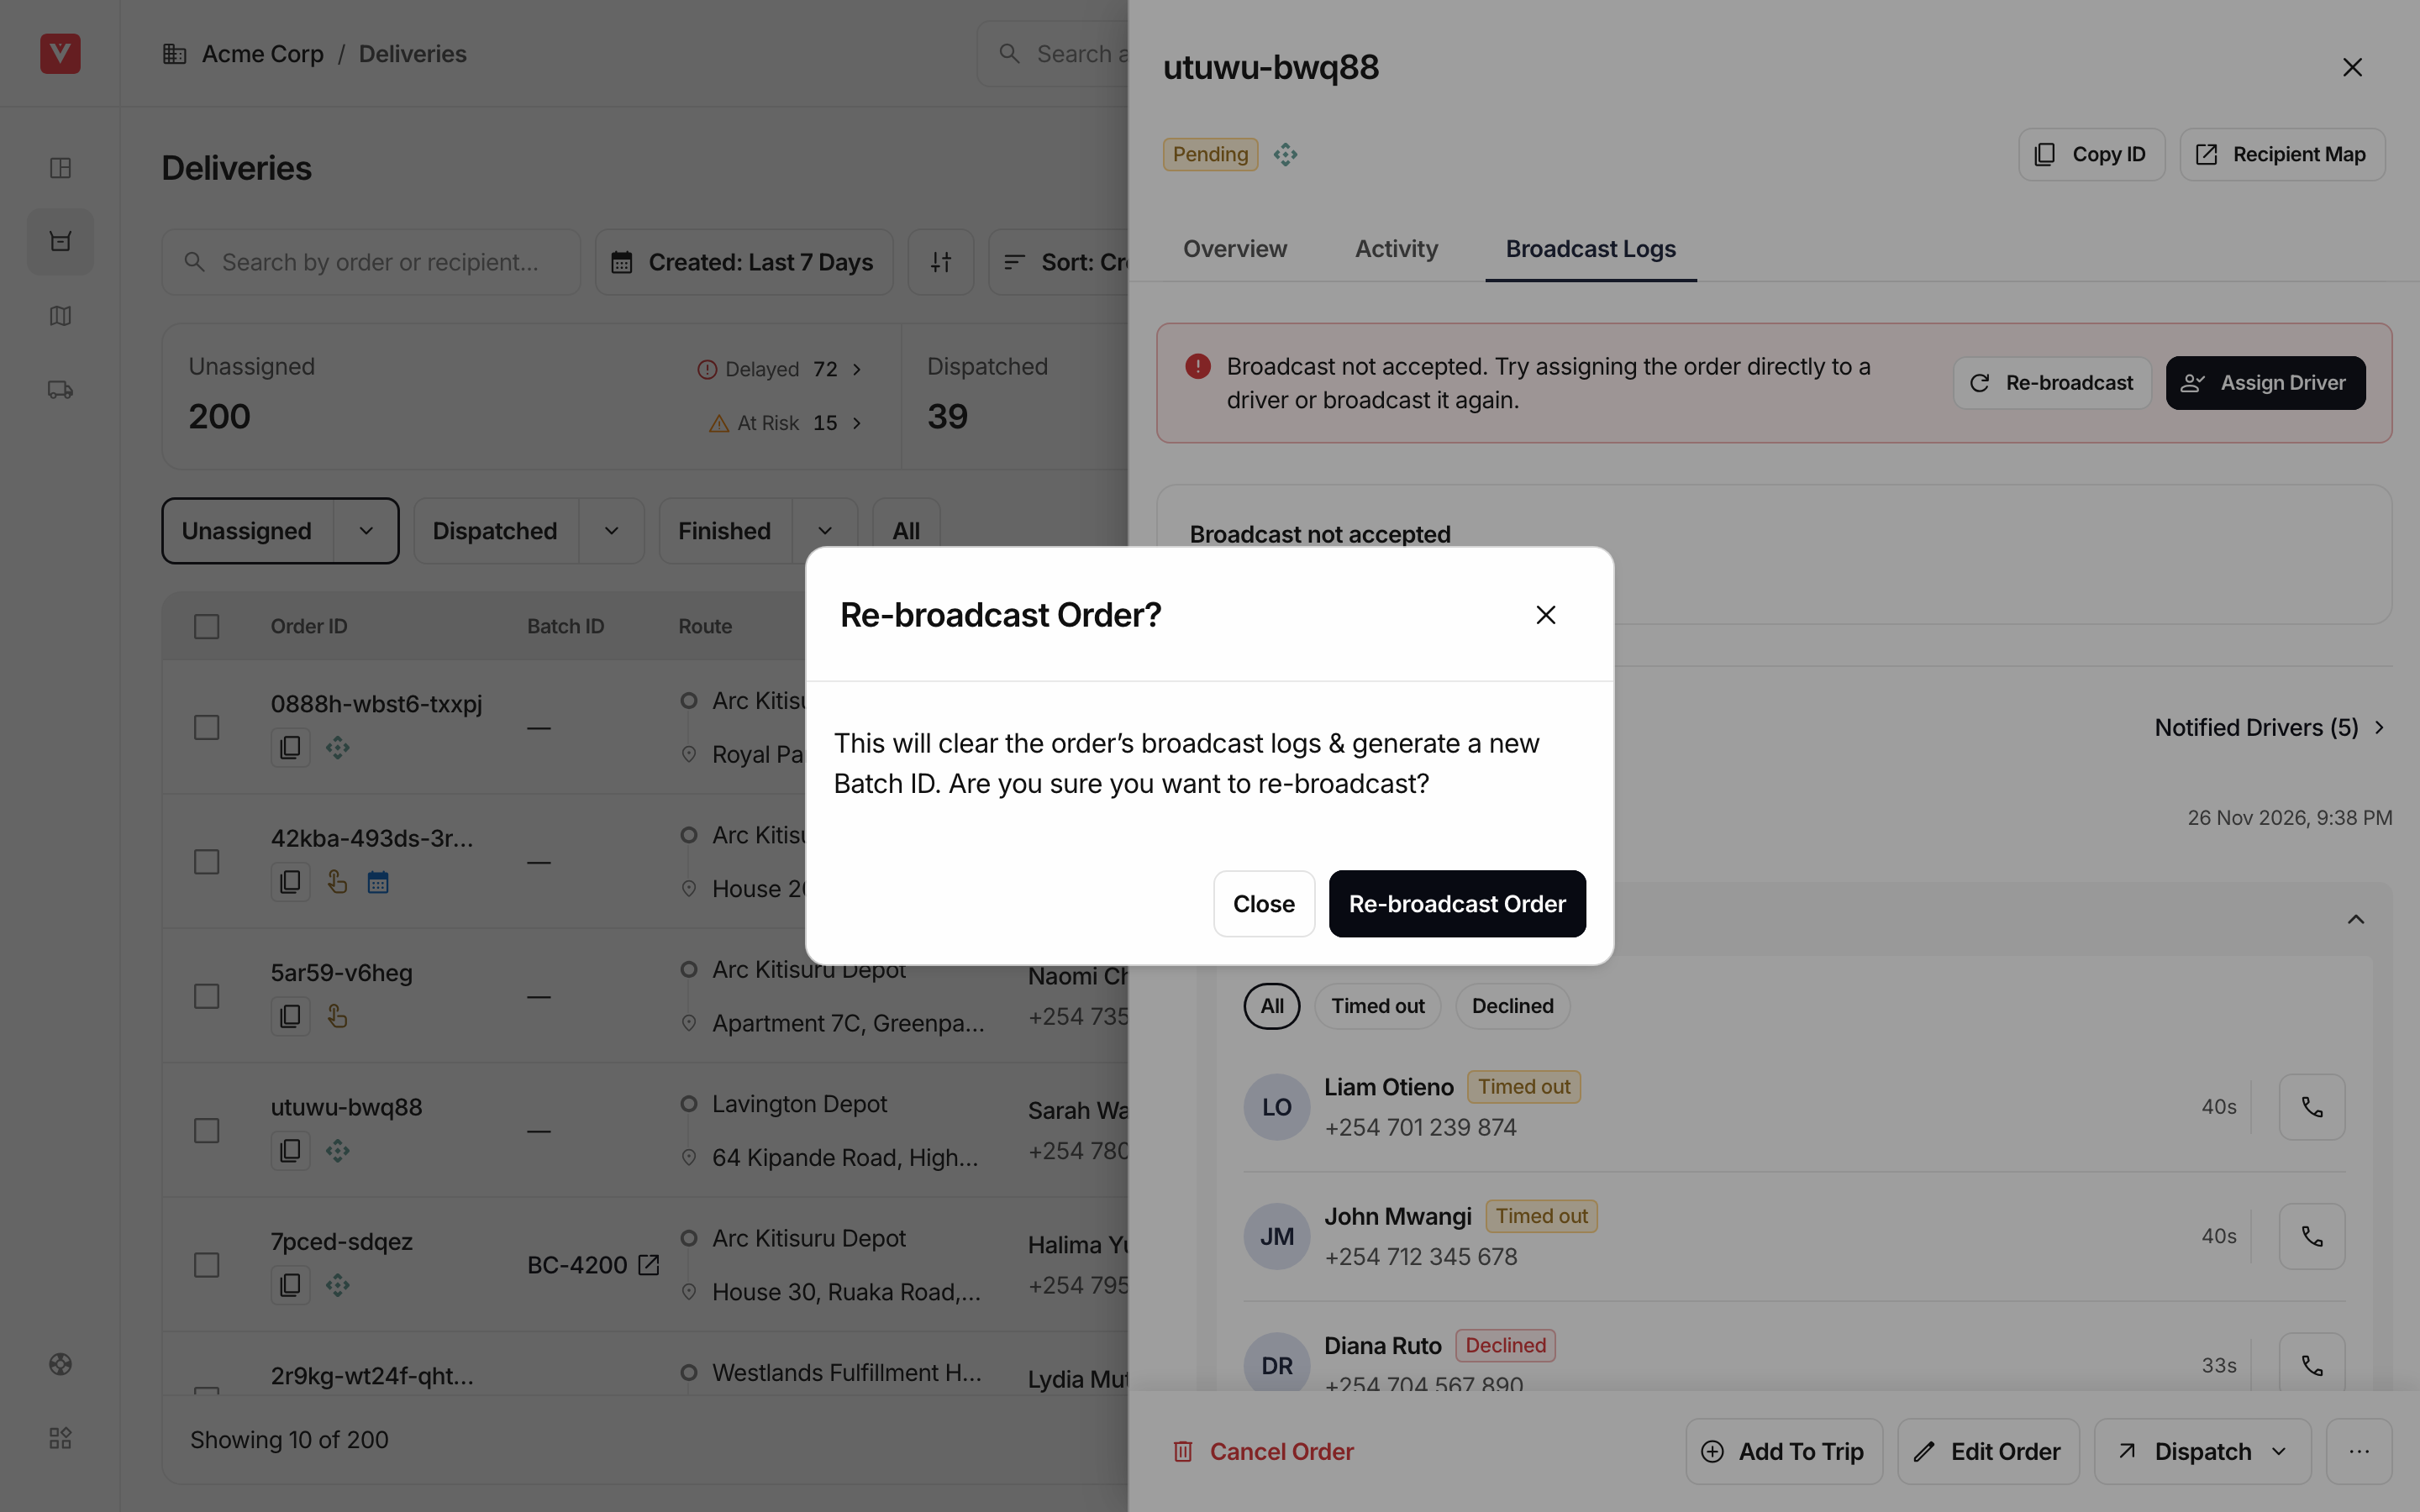 Acme Corp / Deliveries
Search a
Deliveries
Search by order or recipient...
Created: Last 7 Days
Sort: Cr
Unassigned
200
Delayed 72
At Risk 15
Dispatched
39
Unassigned
Dispatched
Finished
All
Order ID
Batch ID
Route
0888h-wbst6-txxpj
—
Arc Kitisu
Royal Pa
42kba-493ds-3r...
—
Arc Kitisu
House 20
5ar59-v6heg
—
Arc Kitisuru Depot
Apartment 7C, Greenpa...
Naomi Ch
+254 735
utuwu-bwq88
—
Lavington Depot
64 Kipande Road, High...
Sarah Wa
+254 780
7pced-sdqez
BC-4200
Arc Kitisuru Depot
House 30, Ruaka Road,...
Halima Yu
+254 795
2r9kg-wt24f-qht...
Westlands Fulfillment H...
Lydia Mut
Showing 10 of 200
utuwu-bwq88
Pending
Copy ID
Recipient Map
Overview
Activity
Broadcast Logs
Broadcast not accepted. Try assigning the order directly to a
driver or broadcast it again.
Re-broadcast
Assign Driver
Broadcast not accepted
Notified Drivers (5)
26 Nov 2026, 9:38 PM
All
Timed out
Declined
LO
Liam Otieno
Timed out
+254 701 239 874
40s
JM
John Mwangi
Timed out
+254 712 345 678
40s
DR
Diana Ruto
Declined
+254 704 567 890
33s
Cancel Order
Add To Trip
Edit Order
Dispatch
Re-broadcast Order?
This will clear the order’s broadcast logs & generate a new
Batch ID. Are you sure you want to re-broadcast?
Close
Re-broadcast Order